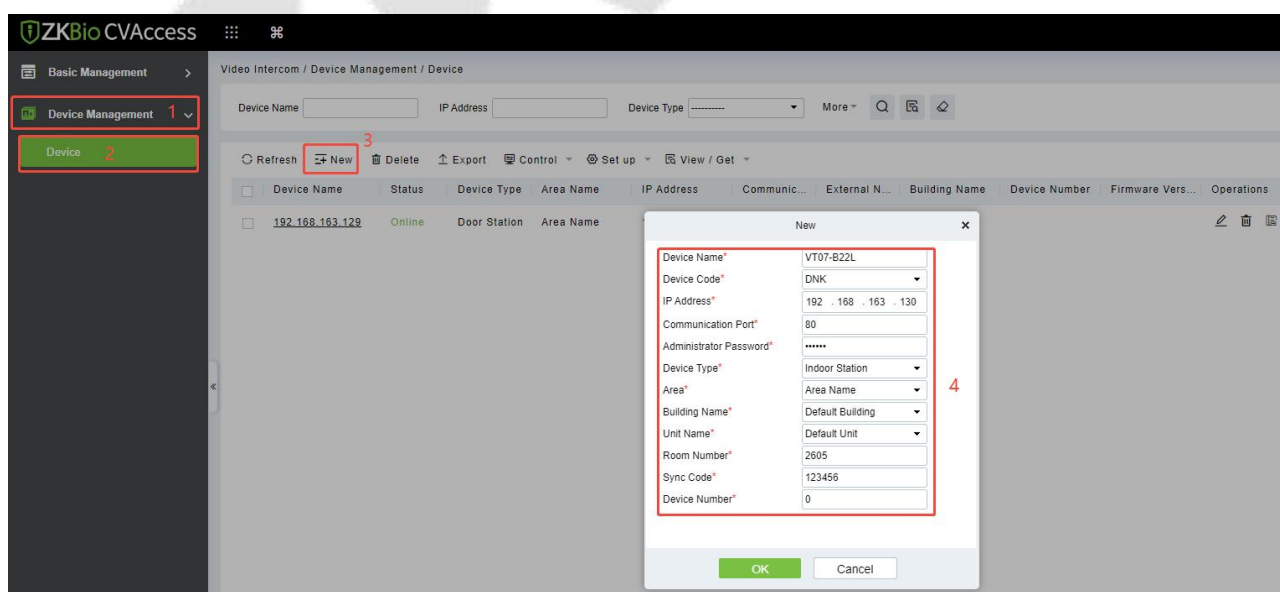 ZKBio CVAccess
Basic Management
Device Management 1
Device 2
Video Intercom / Device Management / Device
Device Name IP Address Device Type ---------- More
3
Refresh New Delete Export Control Set up View / Get
Device Name Status Device Type Area Name IP Address Communic... External N... Building Name Device Number Firmware Vers... Operations
192.168.163.129 Online Door Station Area Name
New
Device Name* VT07-B22L
Device Code* DNK
IP Address* 192 . 168 . 163 . 130
Communication Port* 80
Administrator Password* ••••••
Device Type* Indoor Station
Area* Area Name
4
Building Name* Default Building
Unit Name* Default Unit
Room Number* 2605
Sync Code* 123456
Device Number* 0
OK Cancel